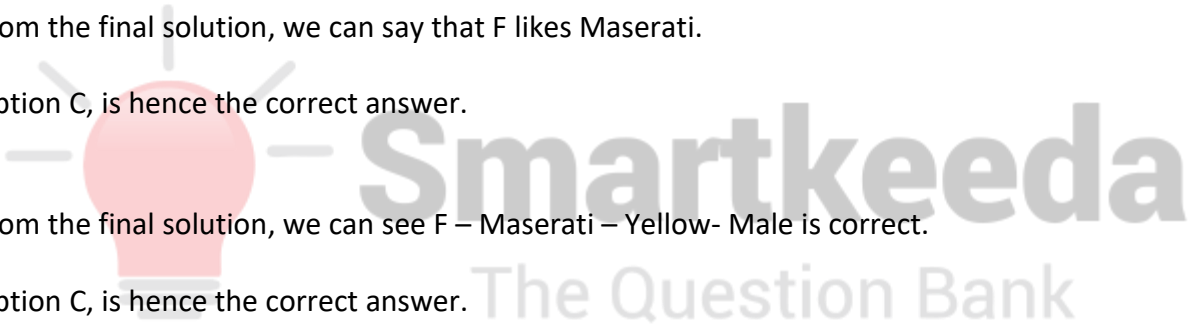 om the final solution, we can say that F likes Maserati.
ption C, is hence the correct answer.
Smartkeeda
om the final solution, we can see F – Maserati – Yellow- Male is correct.
The Question Bank
ption C, is hence the correct answer.